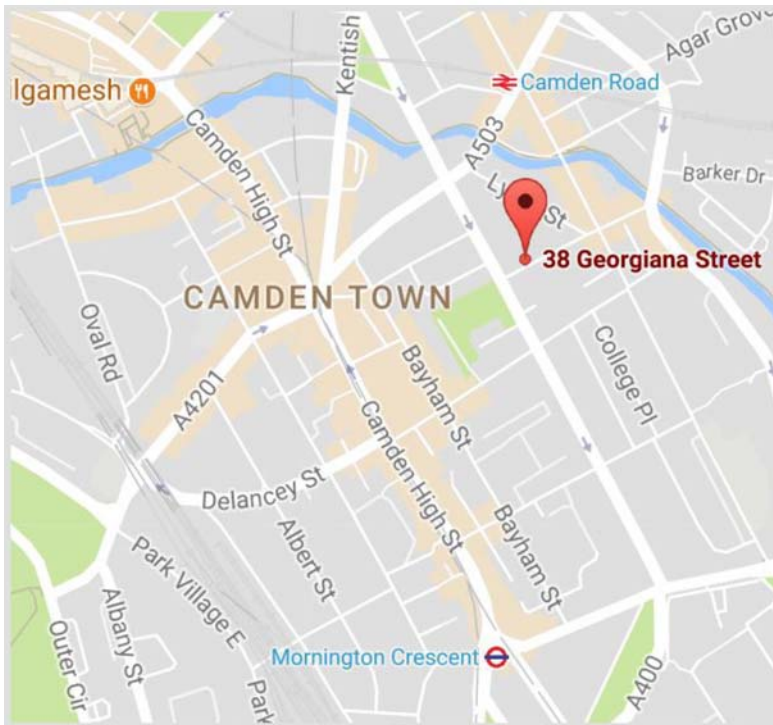 Agar Grove
lgamesh
Kentish
Camden Road
Camden High St
A503
Barker Dr
38 Georgiana Street
CAMDEN TOWN
Oval Rd
A4201
Bayham St
College Pl
Camden High St
Delancey St
Albert St
Bayham St
Park Village E
Albany St
Outer Cir
Mornington Crescent
A400
Park